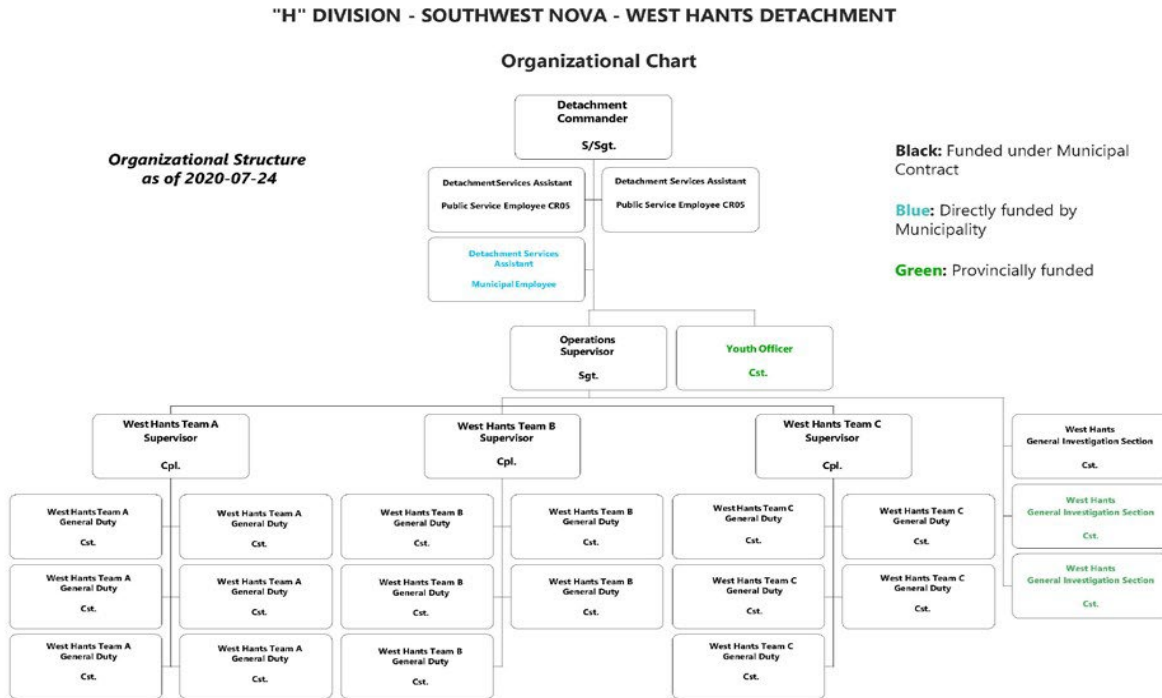 "H" DIVISION - SOUTHWEST NOVA - WEST HANTS DETACHMENT
Organizational Chart
Organizational Structure
as of 2020-07-24
Detachment
Commander
S/Sgt.
Black: Funded under Municipal
Contract
Blue: Directly funded by
Municipality
Green: Provincially funded
DetachmentServices Assistant
Public Service Employee CR05
Detachment Services Assistant
Public Service Employee CR05
Detachment Services
Assistant
Municipal Employee
Operations
Supervisor
Sgt.
Youth Officer
Cst.
West Hants Team A
Supervisor
Cpl.
West Hants Team B
Supervisor
Cpl.
West Hants Team C
Supervisor
Cpl.
West Hants
General Investigation Section
Cst.
West Hants Team A
General Duty
Cst.
West Hants Team A
General Duty
Cst.
West Hants Team B
General Duty
Cst.
West Hants Team B
General Duty
Cst.
West Hants Team C
General Duty
Cst.
West Hants Team C
General Duty
Cst.
West Hants
General Investigation Section
Cst.
West Hants Team A
General Duty
Cst.
West Hants Team A
General Duty
Cst.
West Hants Team B
General Duty
Cst.
West Hants Team B
General Duty
Cst.
West Hants Team C
General Duty
Cst.
West Hants Team C
General Duty
Cst.
West Hants
General Investigation Section
Cst.
West Hants Team A
General Duty
Cst.
West Hants Team A
General Duty
Cst.
West Hants Team B
General Duty
Cst.
West Hants Team C
General Duty
Cst.